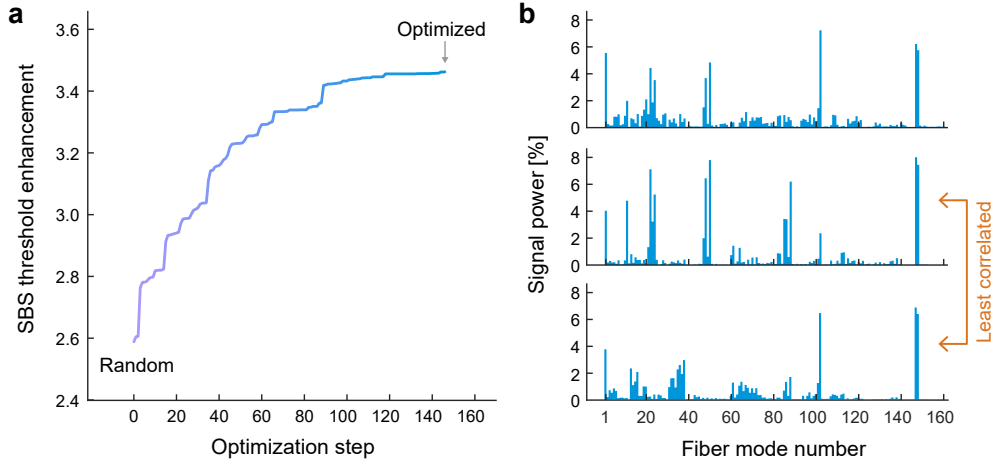 a
SBS threshold enhancement
3.6
3.4
3.2
3.0
2.8
2.6
2.4
Optimized
Random
0 20 40 60 80 100 120 140 160
Optimization step
b
Signal power [%]
8
6
4
2
0
8
6
4
2
0
8
6
4
2
0
1 20 40 60 80 100 120 140 160
Fiber mode number
Least correlated